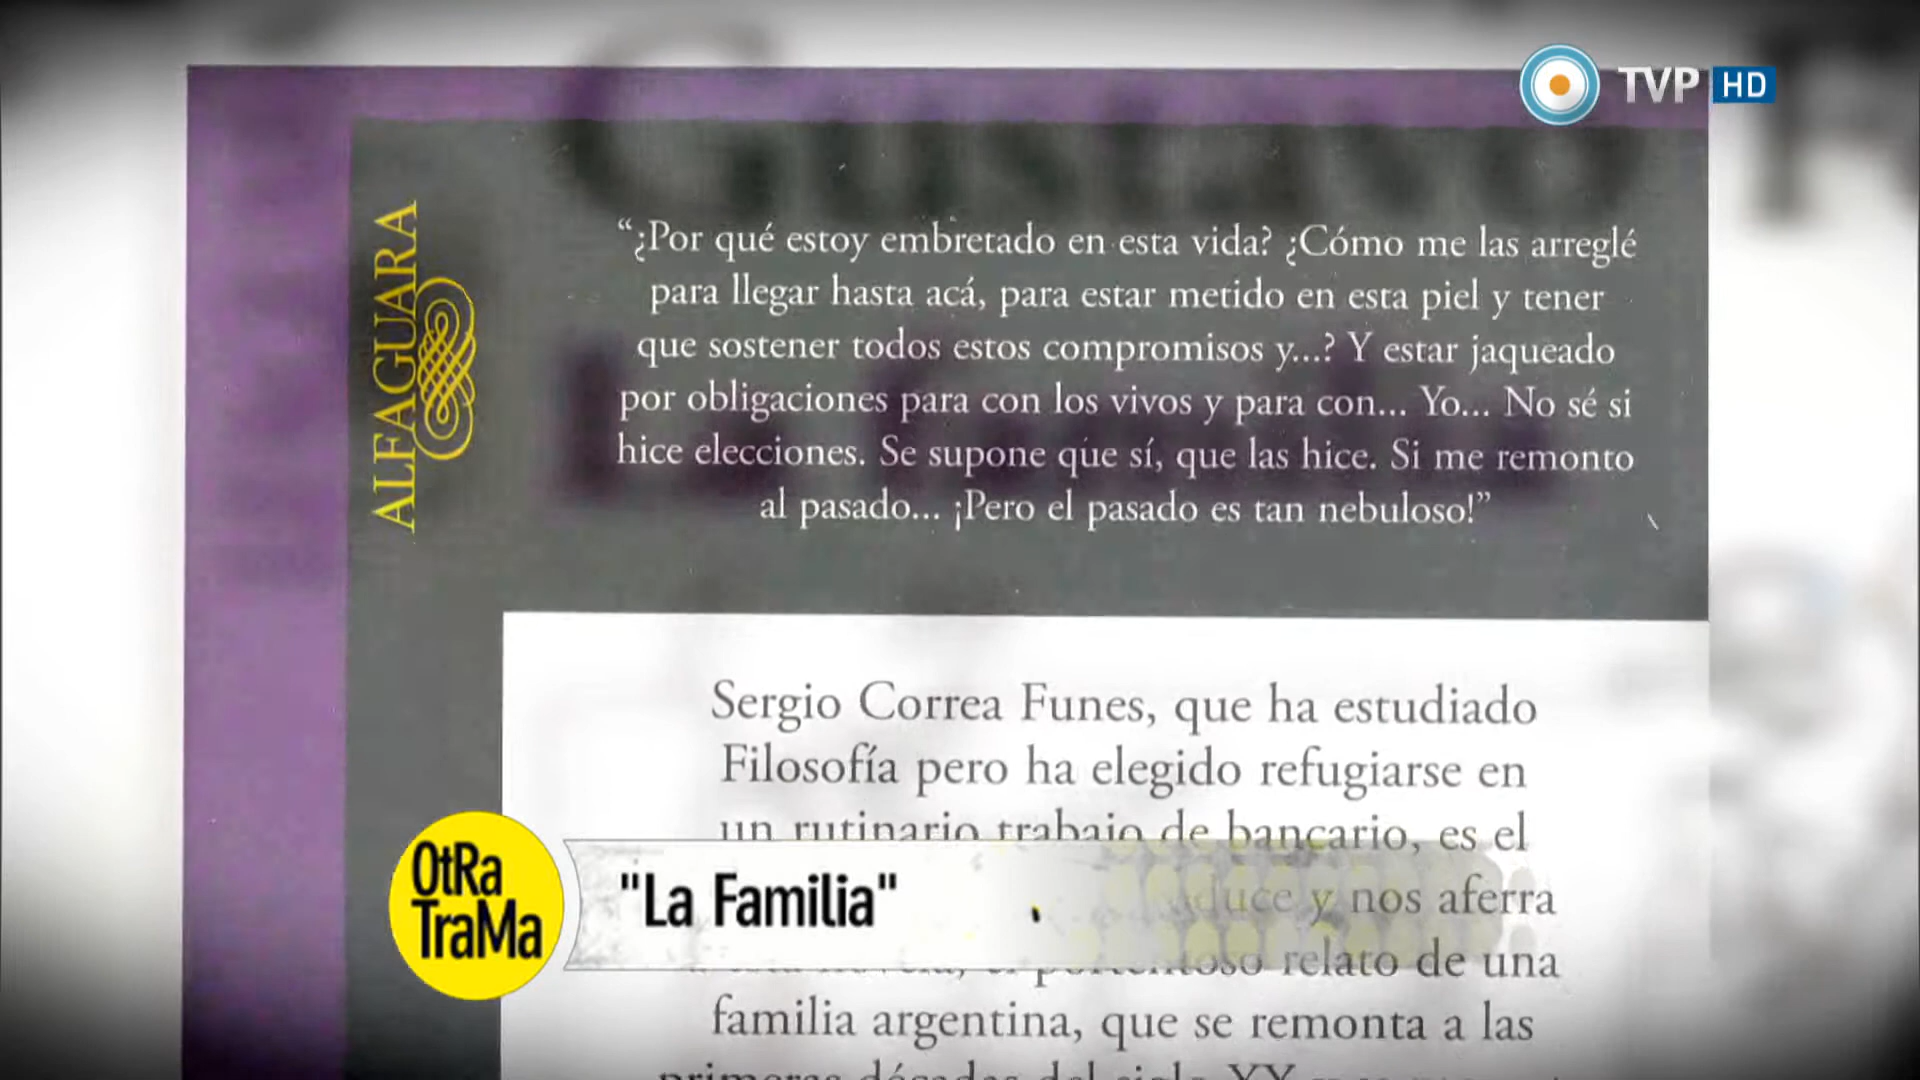 TVP HD
ALFAGUARA
“¿Por qué estoy embretado en esta vida? ¿Cómo me las arreglé
para llegar hasta acá, para estar metido en esta piel y tener
que sostener todos estos compromisos y...? Y estar jaqueado
por obligaciones para con los vivos y para con... Yo... No sé si
hice elecciones. Se supone que sí, que las hice. Si me remonto
al pasado... ¡Pero el pasado es tan nebuloso!”
Sergio Correa Funes, que ha estudiado
Filosofía pero ha elegido refugiarse en
un rutinario trabajo de bancario, es el
y nos aferra
relato de una
familia argentina, que se remonta a las
primeras décadas del siglo XX
OtRa
TraMa
"La Familia"